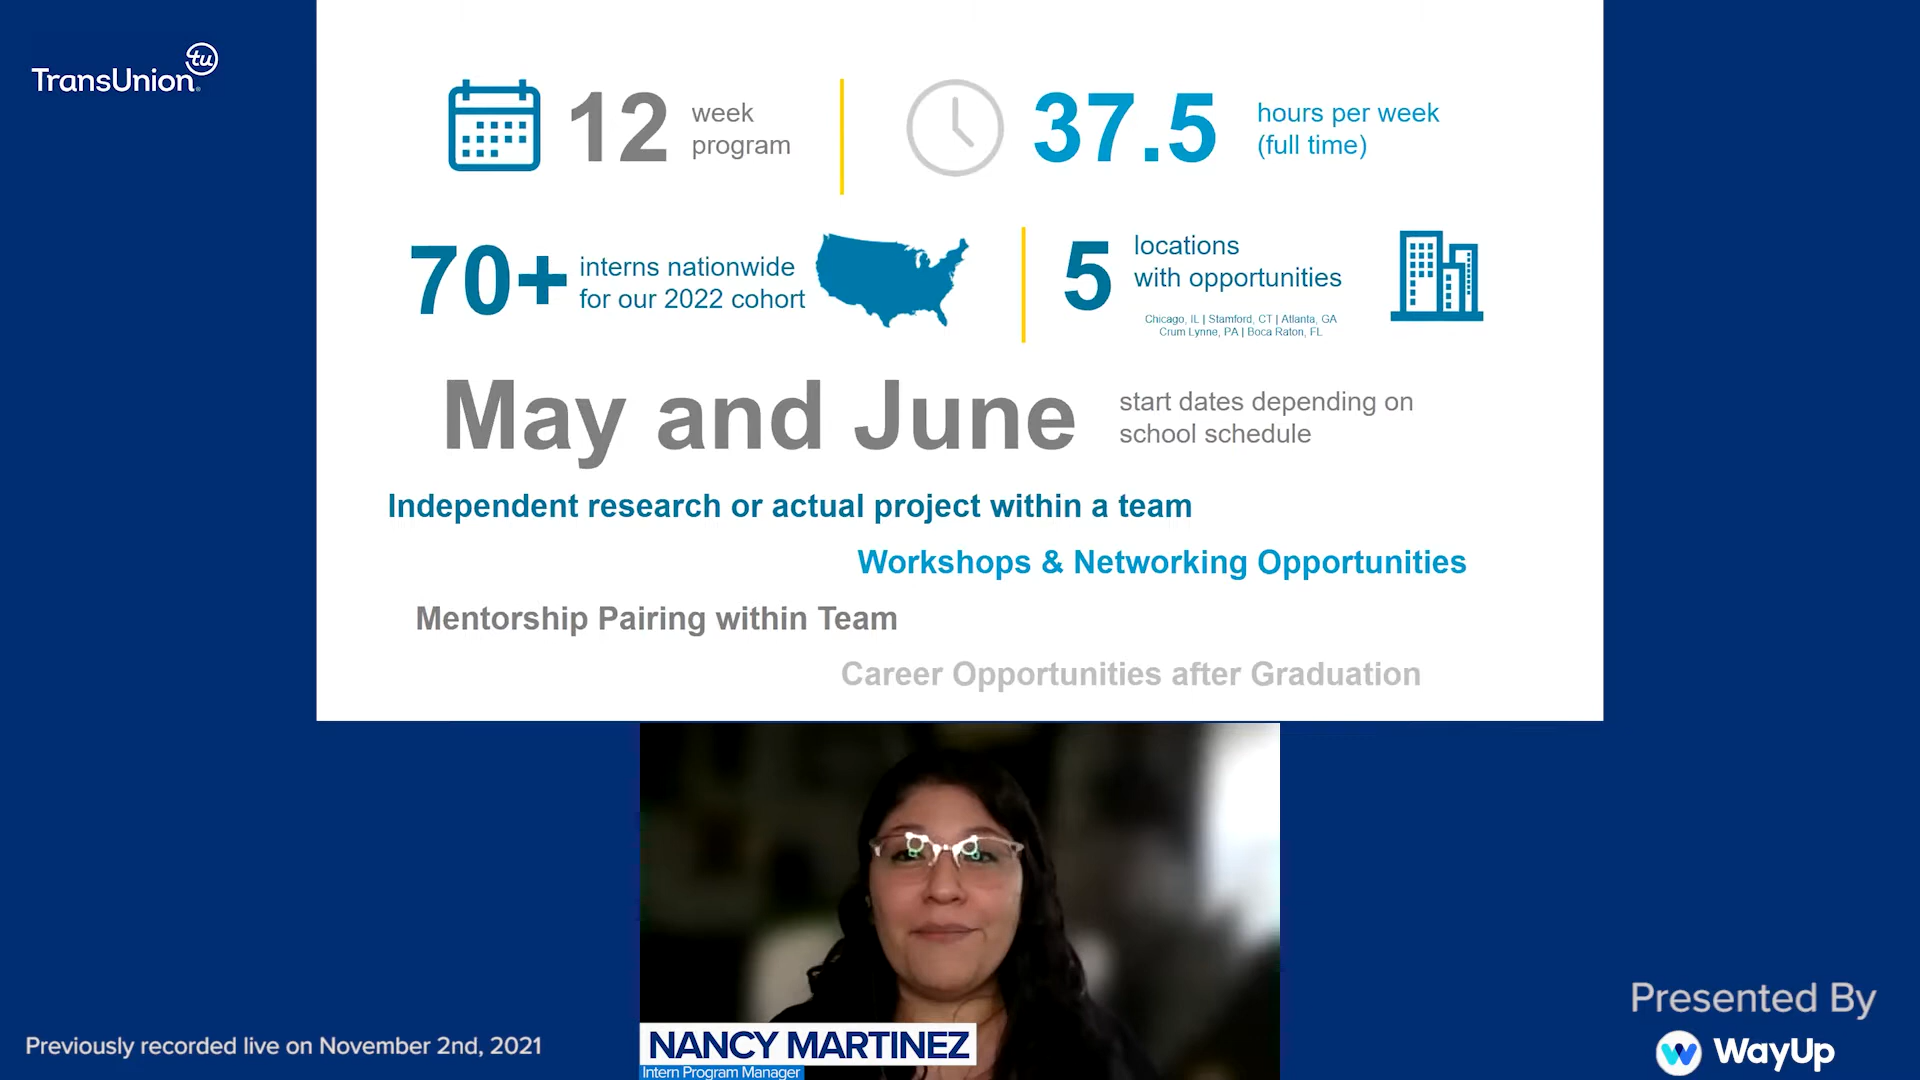 TransUnion
tu
12
week
program
37.5
hours per week
(full time)
70+
interns nationwide
for our 2022 cohort
5
locations
with opportunities
Chicago, IL | Stamford, CT | Atlanta, GA
Crum Lynne, PA | Boca Raton, FL
May and June
start dates depending on
school schedule
Independent research or actual project within a team
Workshops & Networking Opportunities
Mentorship Pairing within Team
Career Opportunities after Graduation
NANCY MARTINEZ
Intern Program Manager
Previously recorded live on November 2nd, 2021
Presented By
WayUp